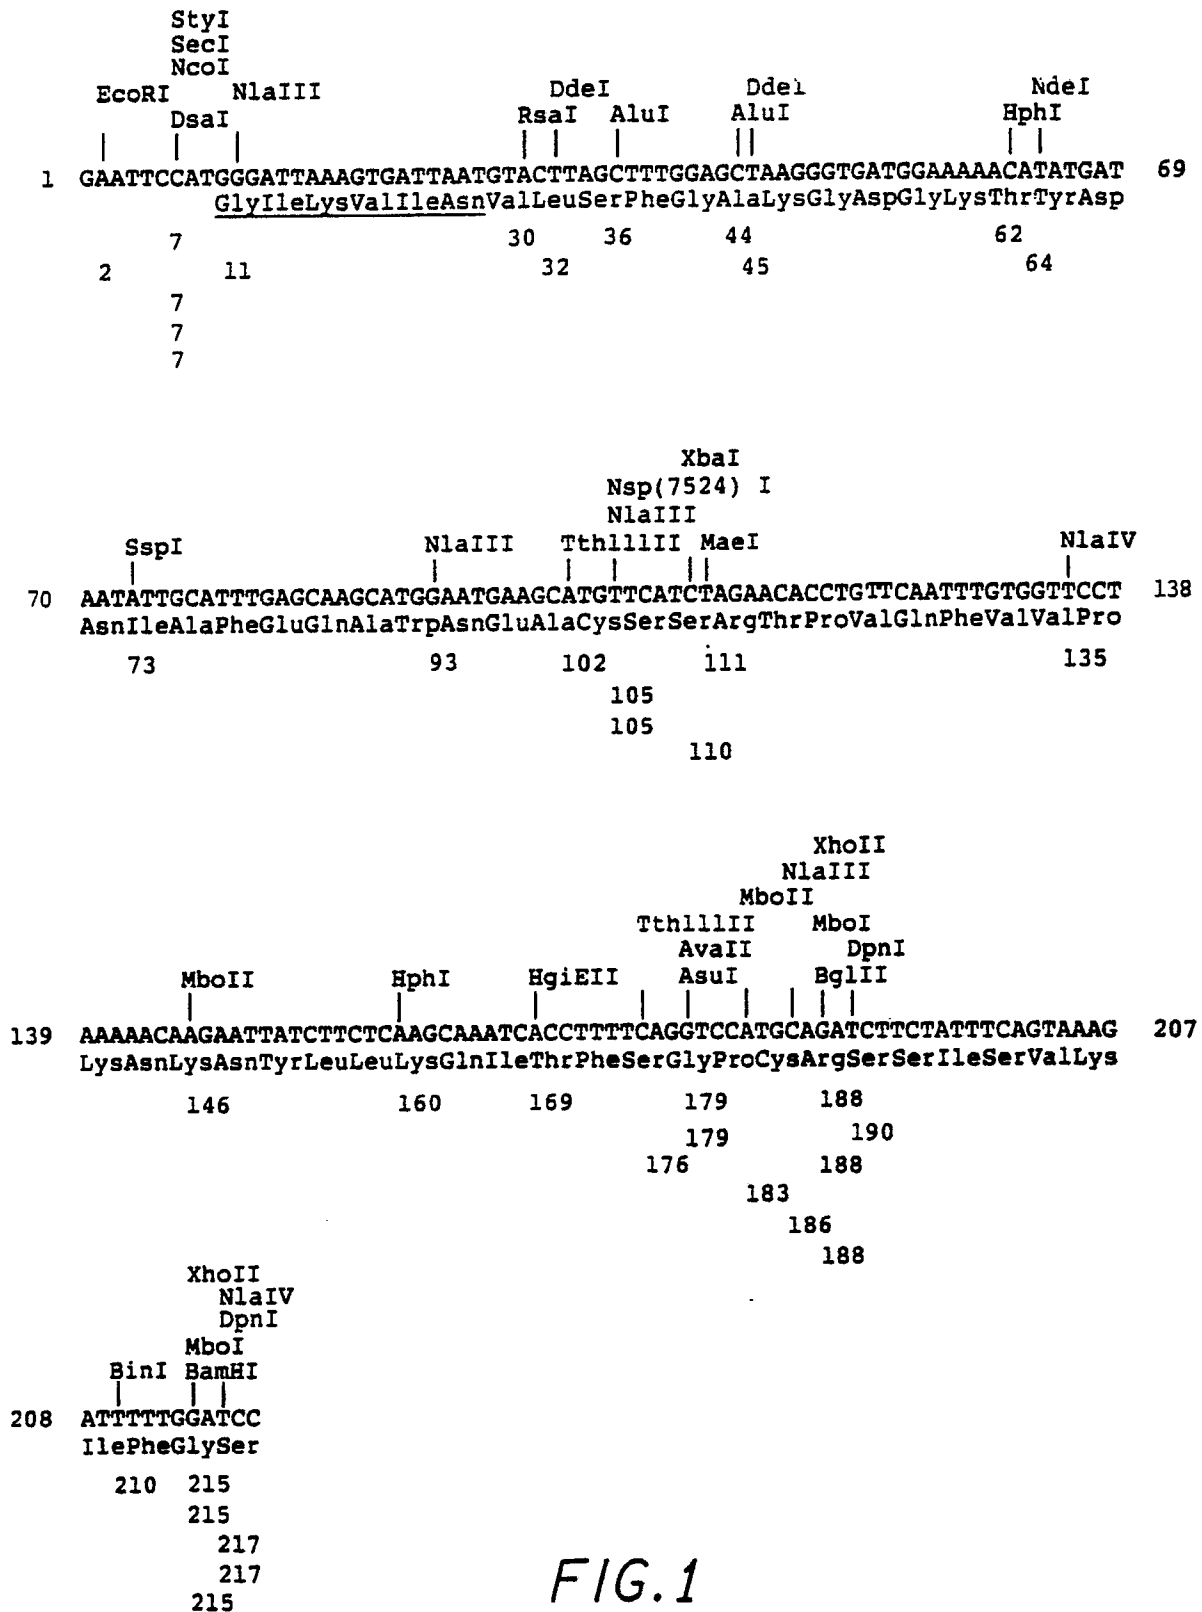 StyI
SecI
NcoI
EcoRI NlaIII DdeI DdeI NdeI
DsaI RsaI AluI AluI HphI
1 GAATTCCATGGGATTAAAGTGATTAATGTACTTAGCTTTGGAGCTAAGGGTGATGGAAAAACATATGAT 69
GlyIleLysValIleAsnValLeuSerPheGlyAlaLysGlyAspGlyLysThrTyrAsp
7 30 36 44 62
2 11 32 45 64
7
7
7
XbaI
Nsp(7524) I
NlaIII
SspI NlaIII Tth111II MaeI NlaIV
70 AATATTGCATTTGAGCAAGCATGGAATGAAGCATGTTCATCTAGAACACCTGTTCAATTTGTGGTTCCT 138
AsnIleAlaPheGluGlnAlaTrpAsnGluAlaCysSerSerArgThrProValGlnPheValValPro
73 93 102 111 135
105
105
110
XhoII
NlaIII
MboII
Tth111II MboI
AvaII DpnI
MboII HphI HgiEII AsuI BglII
139 AAAAACAAGAATTATCTTCTCAAGCAAATCACCTTTTCAGGTCCATGCAGATCTTCTATTTCAGTAAAG 207
LysAsnLysAsnTyrLeuLeuLysGlnIleThrPheSerGlyProCysArgSerSerIleSerValLys
146 160 169 179 188
179 190
176 188
183
186
188
XhoII
NlaIV
DpnI
MboI
BinI BamHI
208 ATTTTTGGATCC
IlePheGlySer
210 215
215
217
217
215
FIG.1